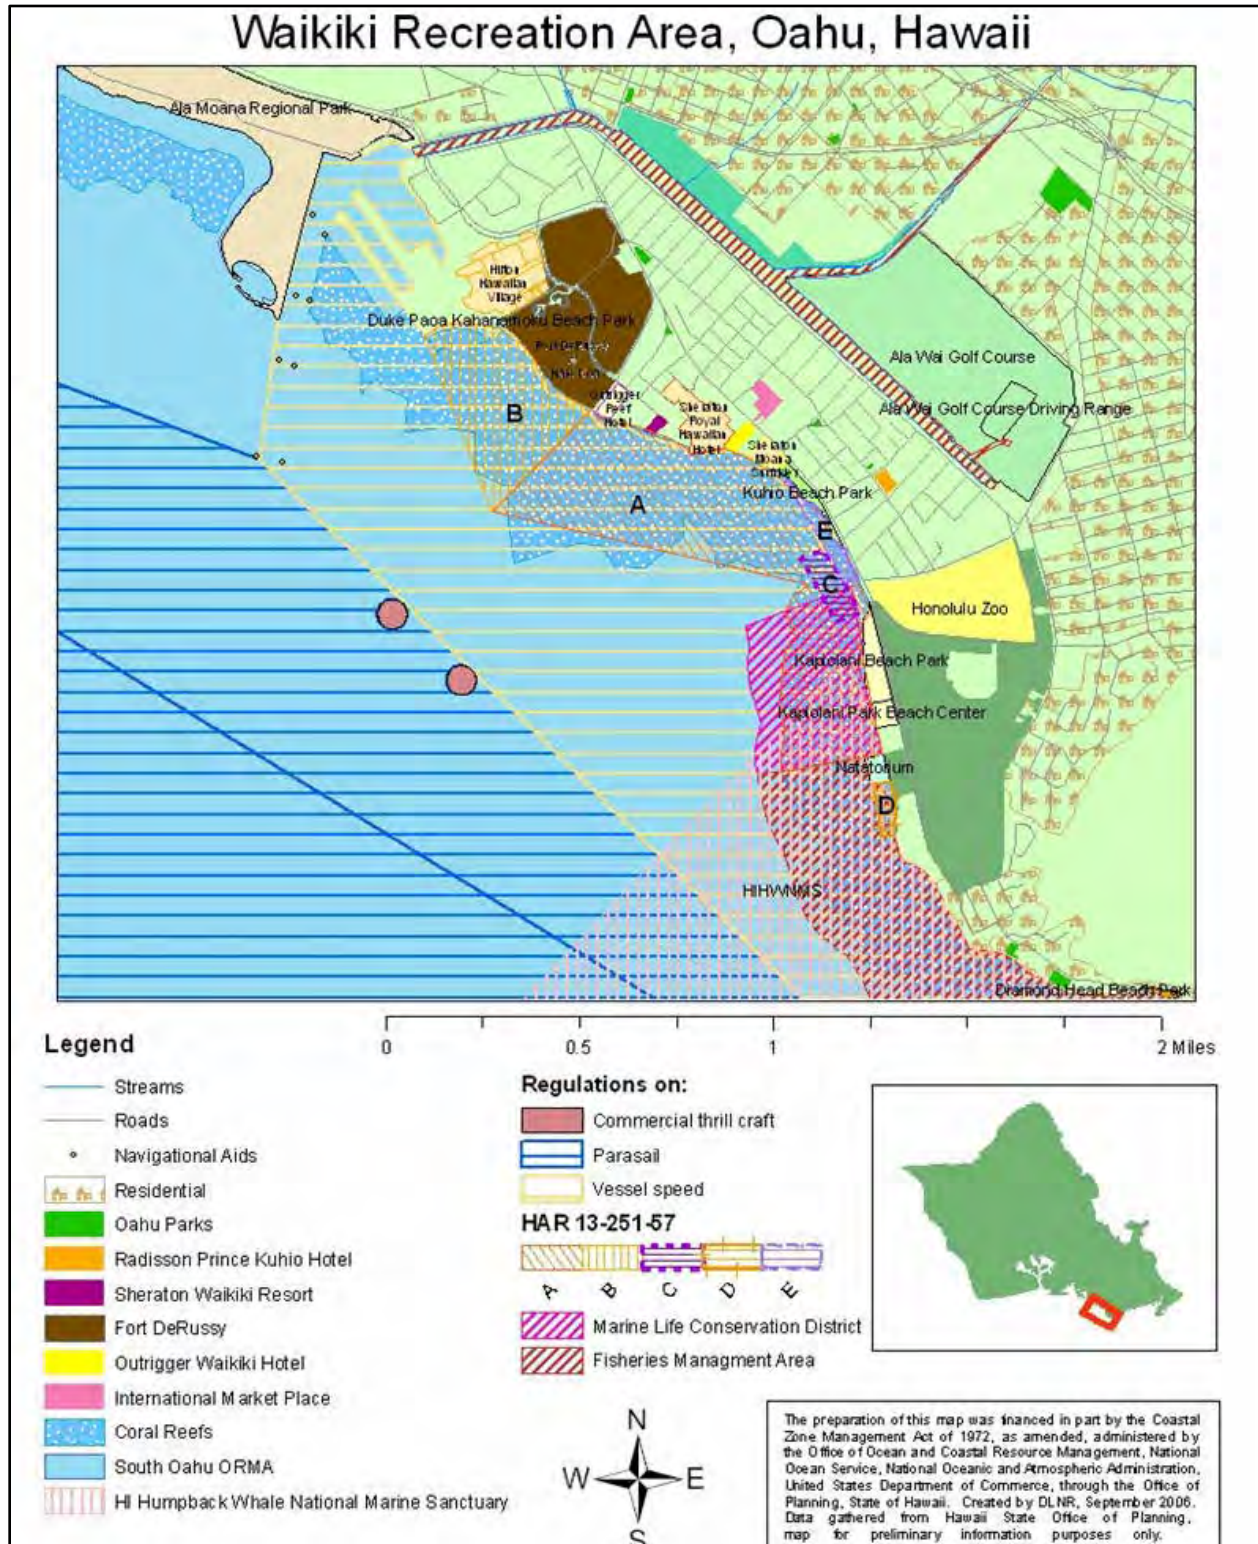 Waikiki Recreation Area, Oahu, Hawaii
Ala Moana Regional Park
Hilton
Hawaiian
Village
Duke Paoa Kahanamoku Beach Park
Outrigger
Reef
Hotel
Sheraton
Royal
Hawaiian
Hotel
Sheraton
Moana
Surfrider
Ala Wai Golf Course
Ala Wai Golf Course Driving Range
Kuhio Beach Park
B
A
E
C
Honolulu Zoo
Kapiolani Beach Park
Kapiolani Park Beach Center
Natatorium
D
HIHWNMS
Diamond Head Beach Park
0 0.5 1 2 Miles
Legend
Streams
Roads
Navigational Aids
Residential
Oahu Parks
Radisson Prince Kuhio Hotel
Sheraton Waikiki Resort
Fort DeRussy
Outrigger Waikiki Hotel
International Market Place
Coral Reefs
South Oahu ORMA
HI Humpback Whale National Marine Sanctuary
Regulations on:
Commercial thrill craft
Parasail
Vessel speed
HAR 13-251-57
A B C D E
Marine Life Conservation District
Fisheries Managment Area
N
W E
S
The preparation of this map was financed in part by the Coastal
Zone Management Act of 1972, as amended, administered by
the Office of Ocean and Coastal Resource Management, National
Ocean Service, National Oceanic and Atmospheric Administration,
United States Department of Commerce, through the Office of
Planning, State of Hawaii. Created by DLNR, September 2006.
Data gathered from Hawaii State Office of Planning,
map for preliminary information purposes only.